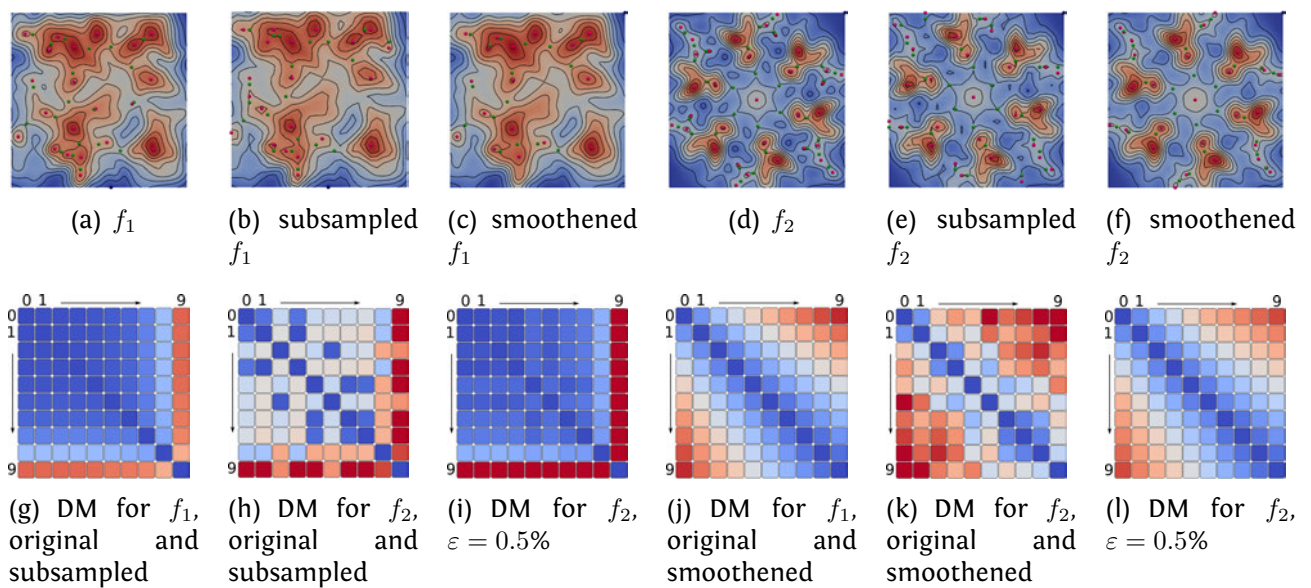 (a) f₁
(b) subsampled
f₁
(c) smoothened
f₁
(d) f₂
(e) subsampled
f₂
(f) smoothened
f₂
0 1 9
0
1
9
0 1 9
0
1
9
0 1 9
0
1
9
0 1 9
0
1
9
0 1 9
0
1
9
0 1 9
0
1
9
(g) DM for f₁,
original and
subsampled
(h) DM for f₂,
original and
subsampled
(i) DM for f₂,
ε = 0.5%
(j) DM for f₁,
original and
smoothened
(k) DM for f₂,
original and
smoothened
(l) DM for f₂,
ε = 0.5%